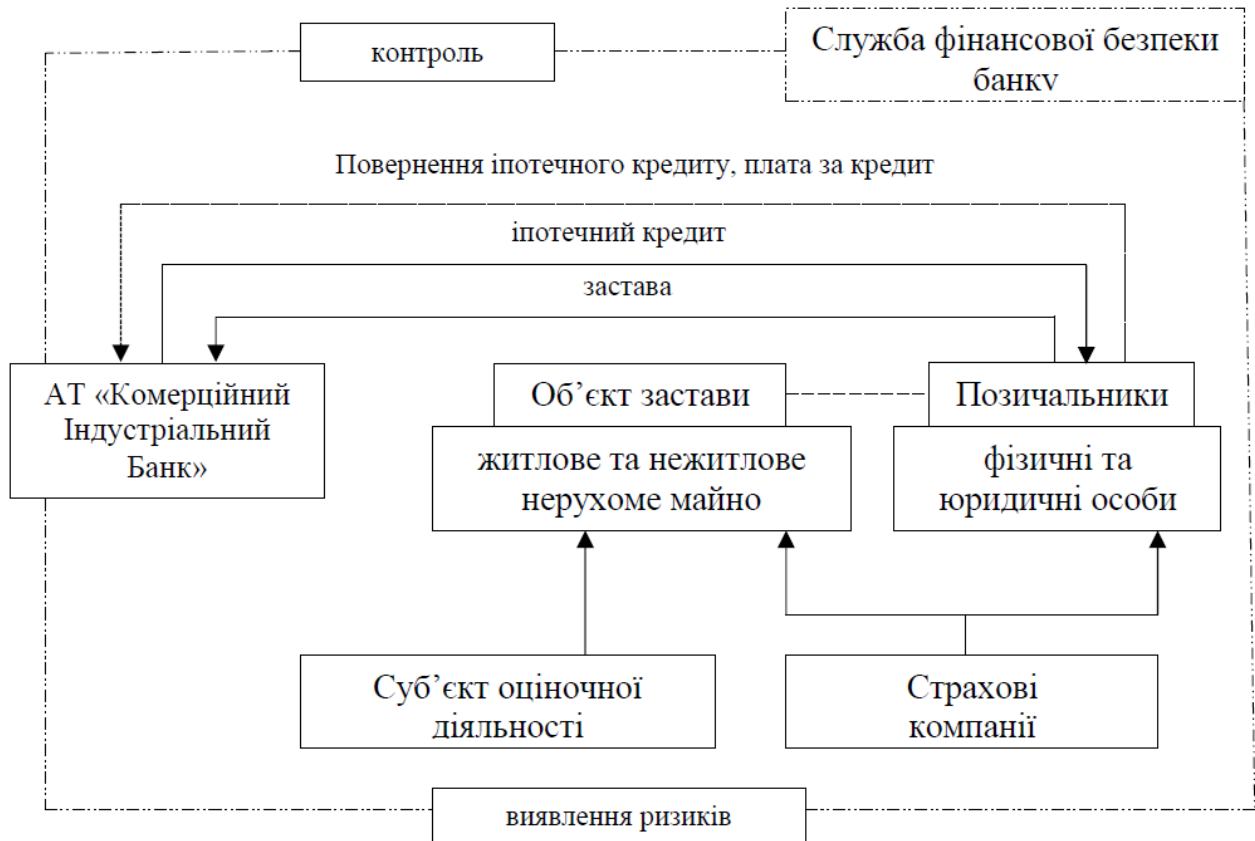 контроль
Служба фінансової безпеки
банку
Повернення іпотечного кредиту, плата за кредит
іпотечний кредит
застава
АТ «Комерційний
Індустріальний
Банк»
Об’єкт застави
Позичальники
житлове та нежитлове
нерухоме майно
фізичні та
юридичні особи
Суб’єкт оціночної
діяльності
Страхові
компанії
виявлення ризиків